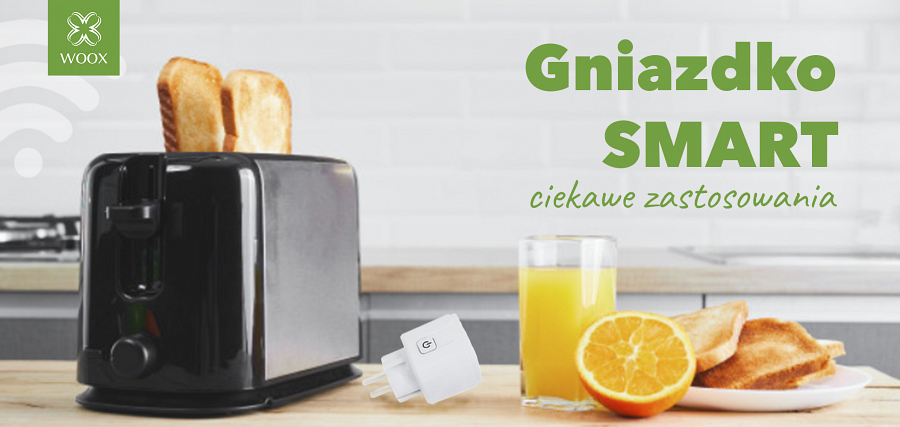 WOOX
Gniazdko
SMART
ciekawe zastosowania